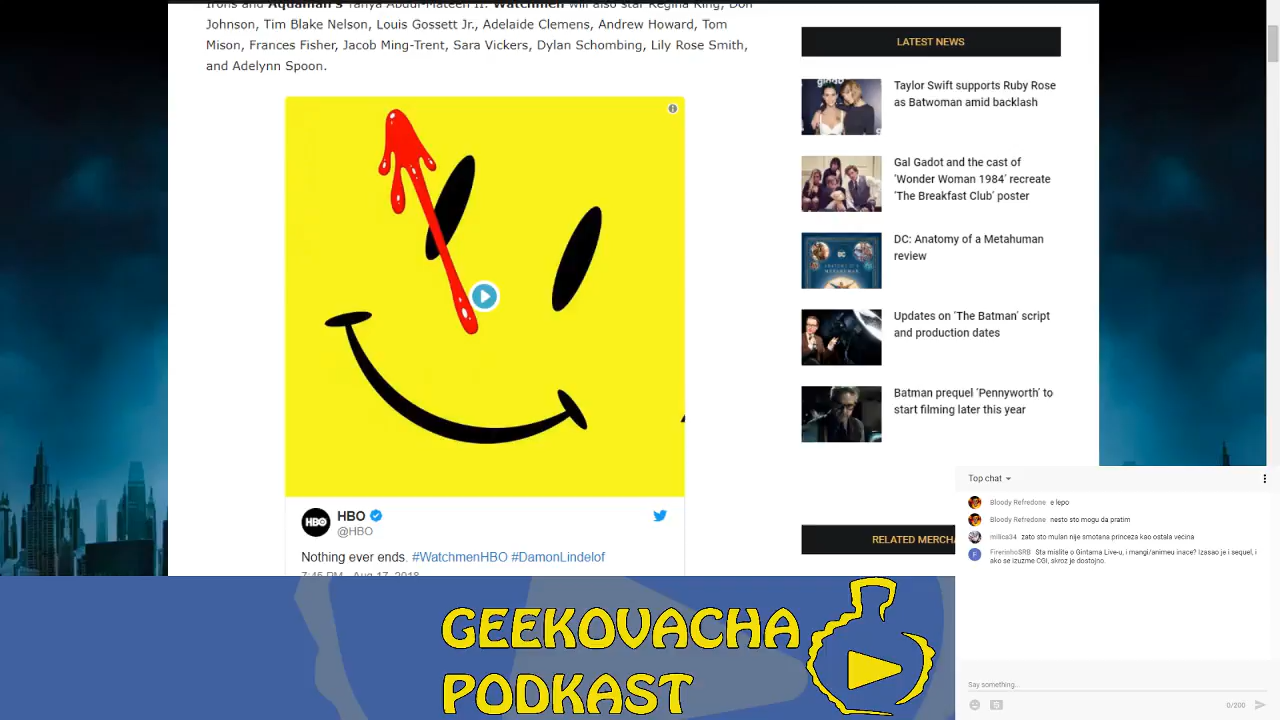 Irons and Aquaman's Yahya Abdul-Mateen II. Watchmen will also star Regina King, Don
Johnson, Tim Blake Nelson, Louis Gossett Jr., Adelaide Clemens, Andrew Howard, Tom
Mison, Frances Fisher, Jacob Ming-Trent, Sara Vickers, Dylan Schombing, Lily Rose Smith,
and Adelynn Spoon.
HBO
HBO
@HBO
Nothing ever ends. #WatchmenHBO #DamonLindelof
7:45 PM - Aug 17, 2018
LATEST NEWS
Taylor Swift supports Ruby Rose
as Batwoman amid backlash
Gal Gadot and the cast of
‘Wonder Woman 1984’ recreate
‘The Breakfast Club’ poster
DC: Anatomy of a Metahuman
review
Updates on ‘The Batman’ script
and production dates
Batman prequel ‘Pennyworth’ to
start filming later this year
RELATED MERCHA
Top chat
Bloody Refredone e lepo
Bloody Refredone nesto sto mogu da pratim
milica34 zato sto mulan nije smotana princeza kao ostala vecina
F
FirerishoSRB Sta mislite o Gintama Live-u, i mangi/animeu inace? Izasao je i sequel, i
ako se izuzme CGI, skroz je dostojno.
Say something...
0/200
GEEKOVACHA
PODKAST